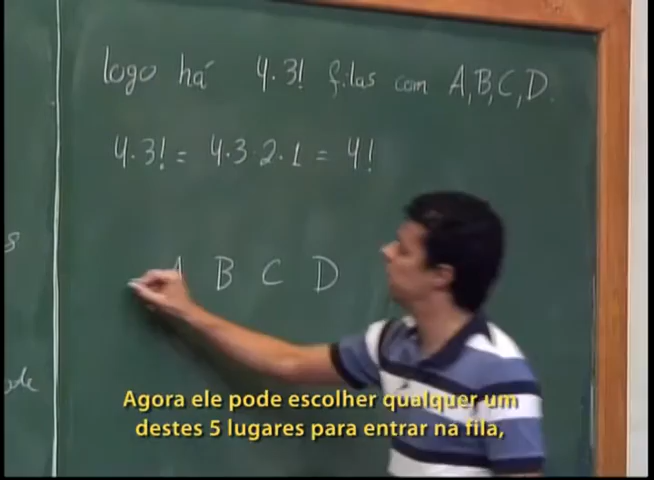 logo há 4·3! filas com A, B, C, D.
4·3! = 4·3·2·1 = 4!
A B C D
Agora ele pode escolher qualquer um
destes 5 lugares para entrar na fila,